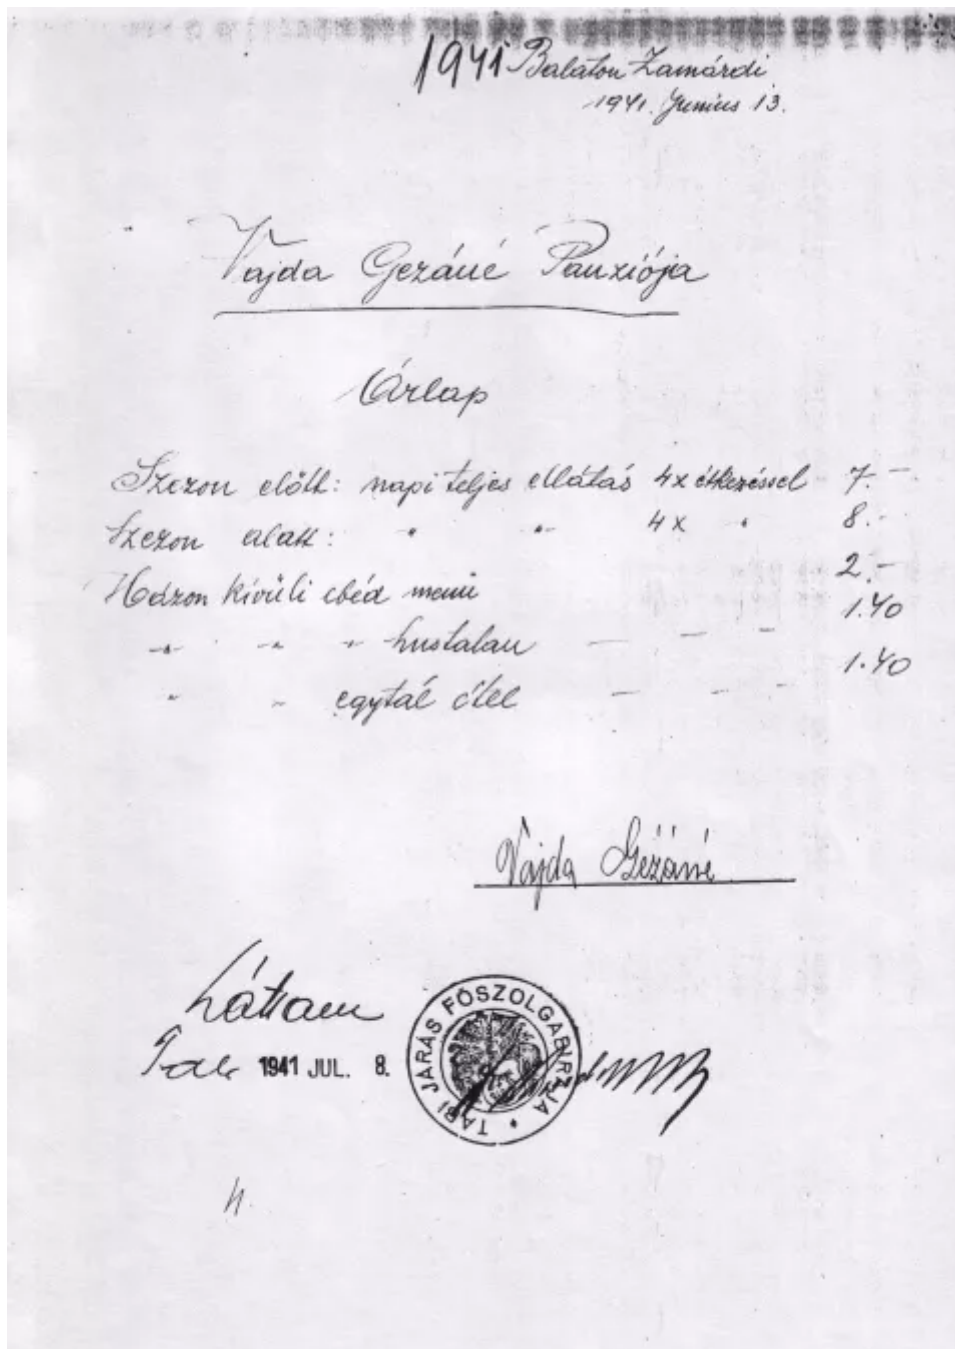 1941 Balaton Zamárdi
1941. Junius 13.
Vajda Gezáné Panziója
Árlap
Szezon előtt: napi teljes ellátás 4x étkezéssel 7.-
Szezon alatt: " " 4x " 8.-
Házon kívüli ebéd menü 2.-
" " " hustalan - - - 1.40
" " egytál étel - - - 1.40
Vajda Gézáné
Láttam
Tab 1941 JUL. 8.
TABI JÁRÁS FŐSZOLGABIRÁJA